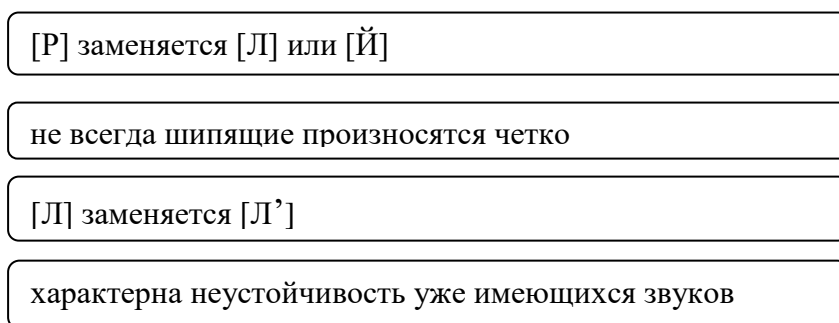 [Р] заменяется [Л] или [Й]
не всегда шипящие произносятся четко
[Л] заменяется [Л’]
характерна неустойчивость уже имеющихся звуков